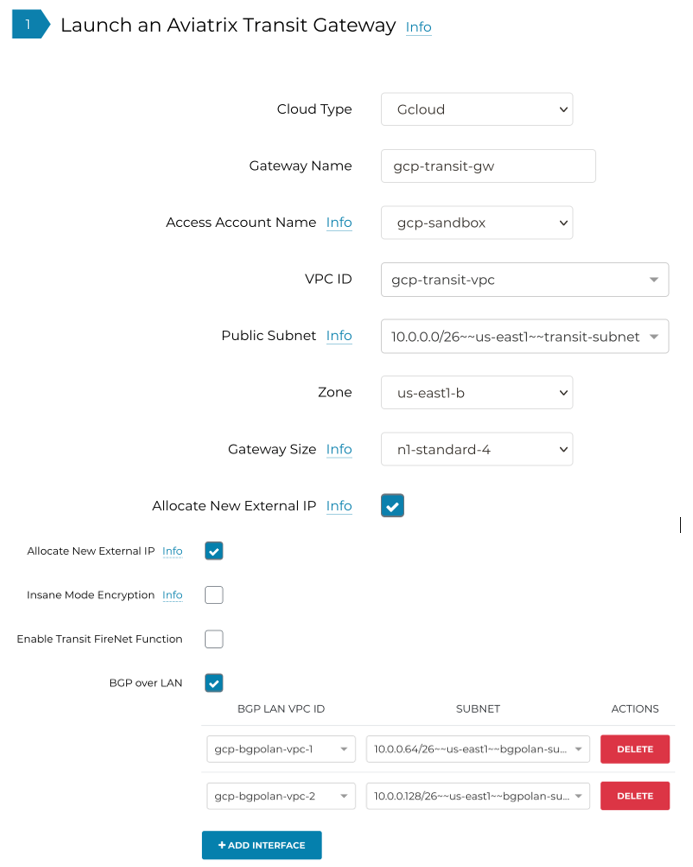 1 Launch an Aviatrix Transit Gateway Info
Cloud Type Gcloud
Gateway Name gcp-transit-gw
Access Account Name Info gcp-sandbox
VPC ID gcp-transit-vpc
Public Subnet Info 10.0.0.0/26~~us-east1~~transit-subnet
Zone us-east1-b
Gateway Size Info n1-standard-4
Allocate New External IP Info
Allocate New External IP Info
Insane Mode Encryption Info
Enable Transit FireNet Function
BGP over LAN
BGP LAN VPC ID SUBNET ACTIONS
gcp-bgpolan-vpc-1 10.0.0.64/26~~us-east1~~bgpolan-su... DELETE
gcp-bgpolan-vpc-2 10.0.0.128/26~~us-east1~~bgpolan-su... DELETE
+ ADD INTERFACE